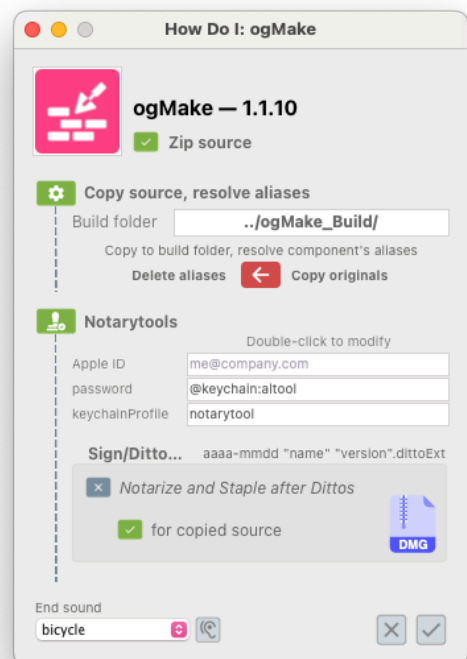 How Do I: ogMake
ogMake — 1.1.10
Zip source
Copy source, resolve aliases
Build folder ../ogMake_Build/
Copy to build folder, resolve component's aliases
Delete aliases Copy originals
Notarytools
Double-click to modify
Apple ID me@company.com
password @keychain:altool
keychainProfile notarytool
Sign/Ditto... aaaa-mmdd "name" "version".dittoExt
Notarize and Staple after Dittos
for copied source
DMG
End sound
bicycle